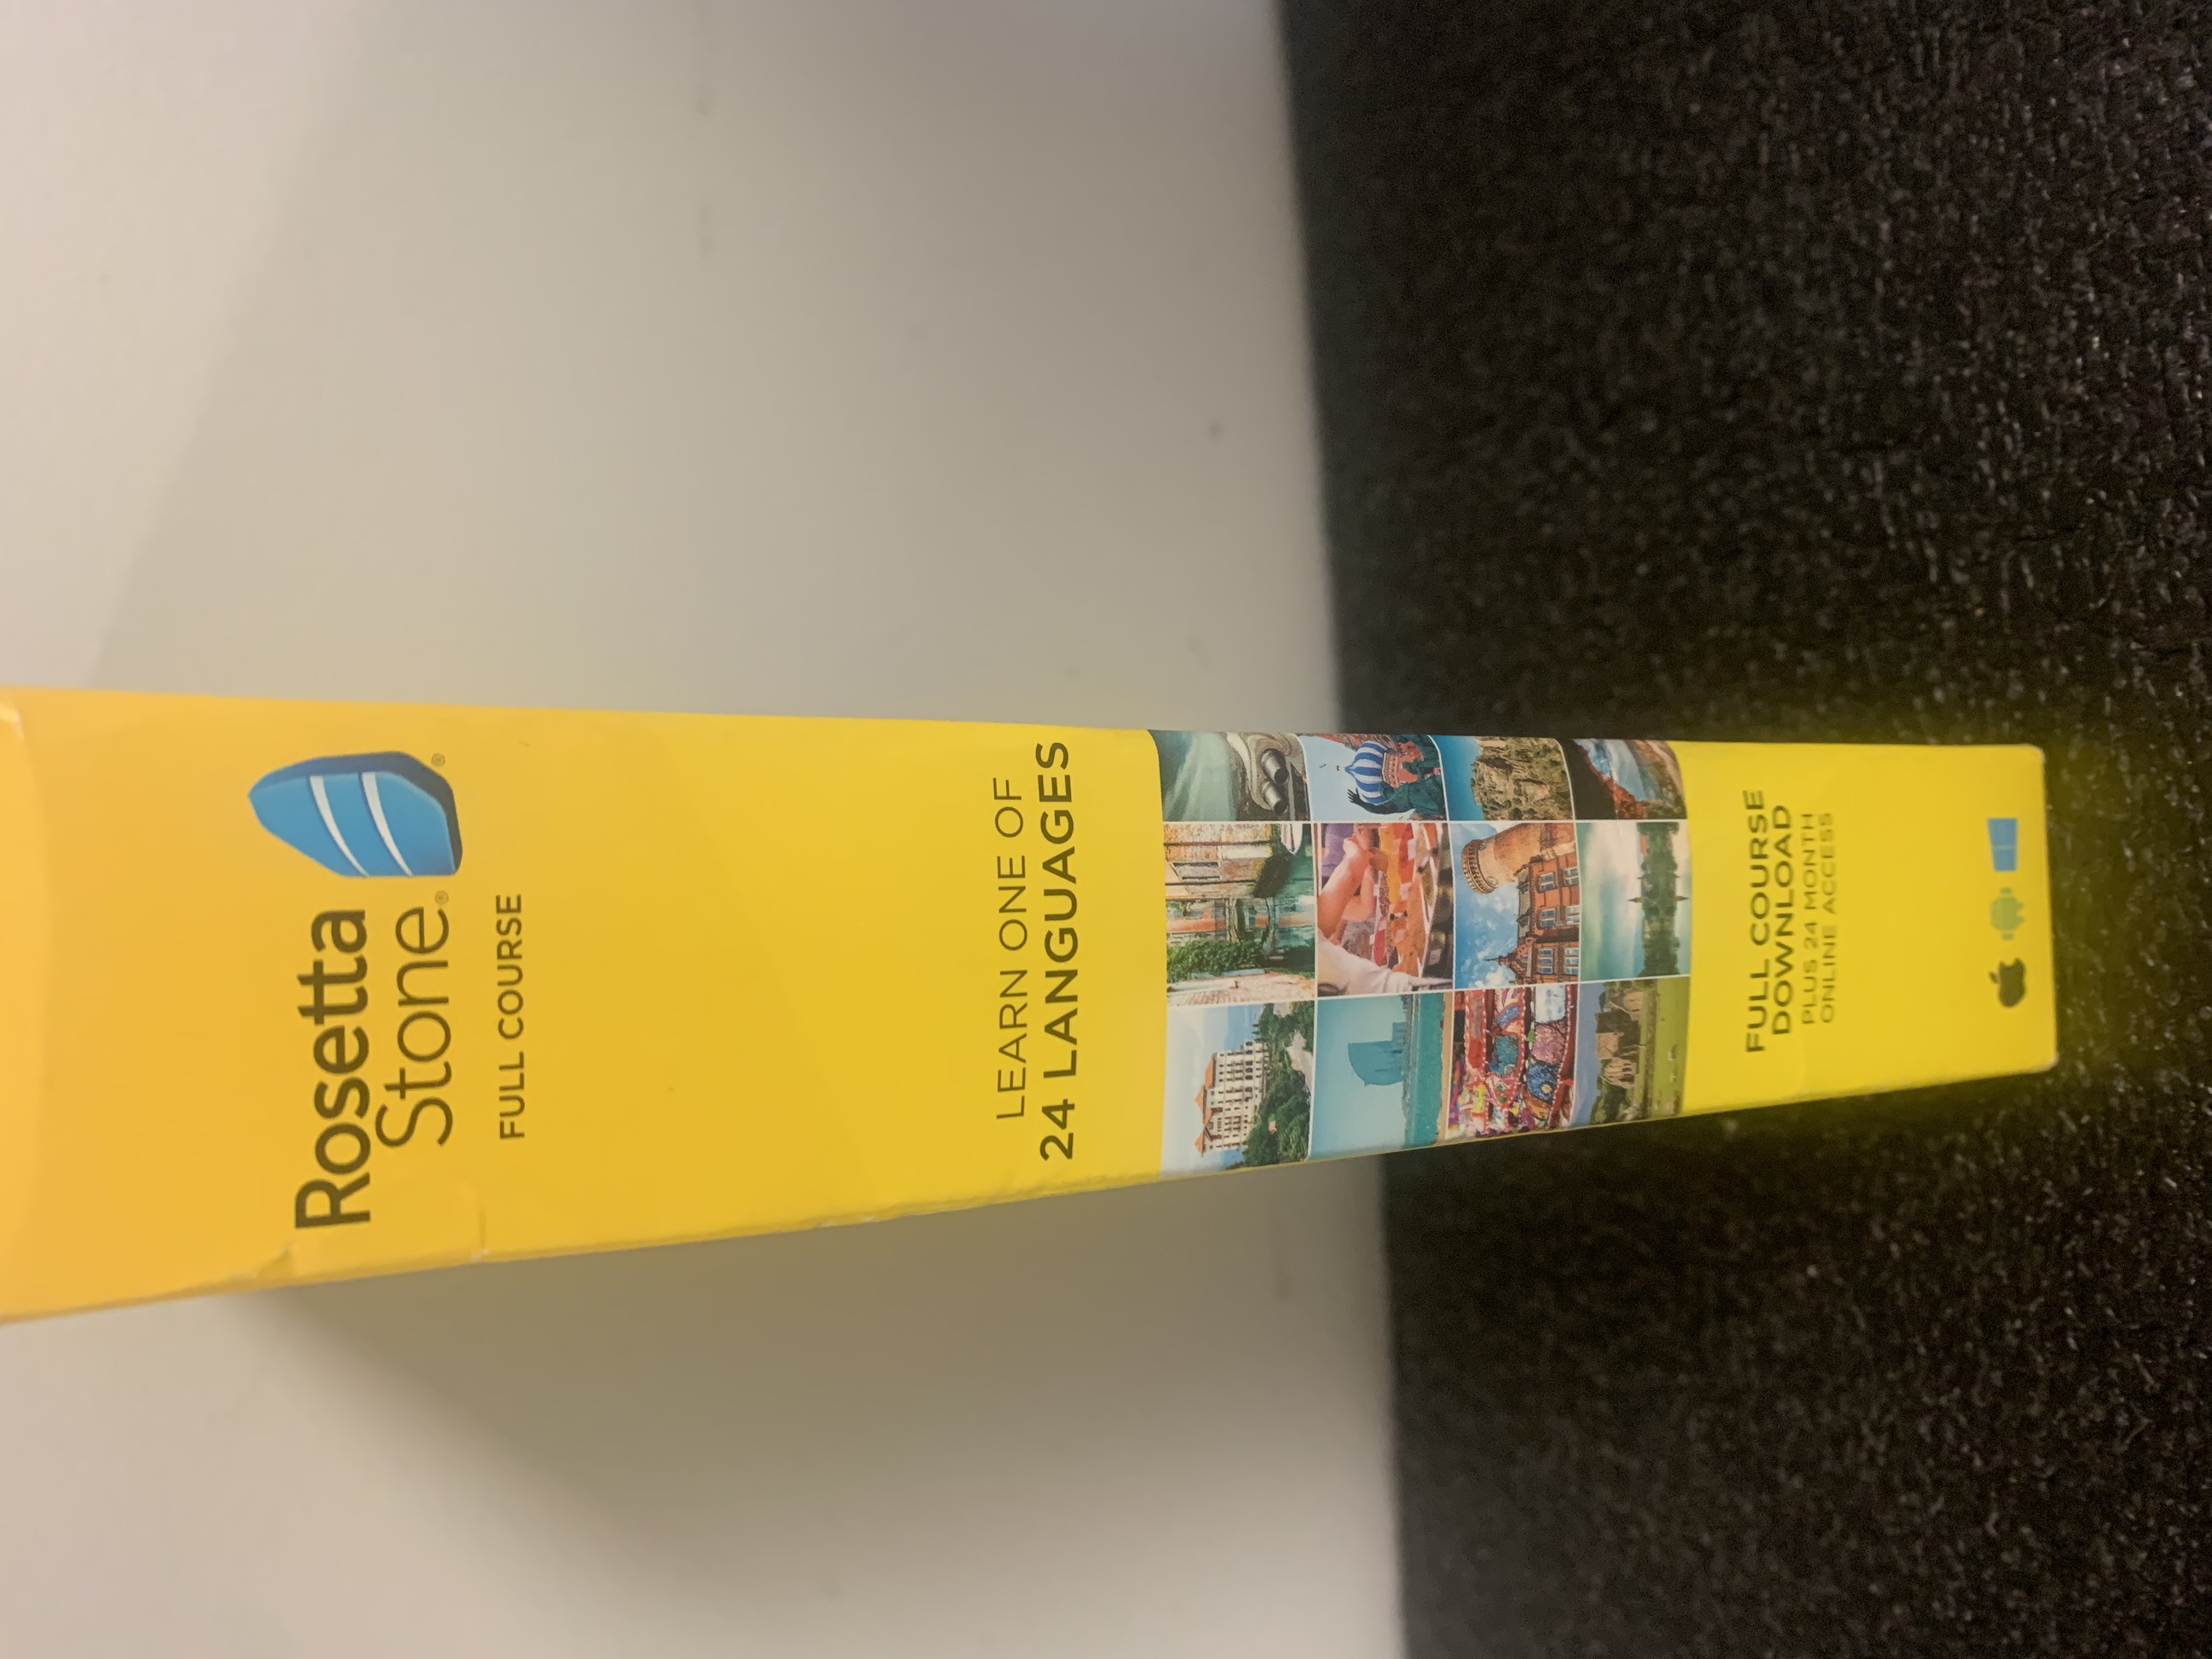 Rosetta
Stone®
®
FULL COURSE
LEARN ONE OF
24 LANGUAGES
FULL COURSE
DOWNLOAD
PLUS 24 MONTH
ONLINE ACCESS